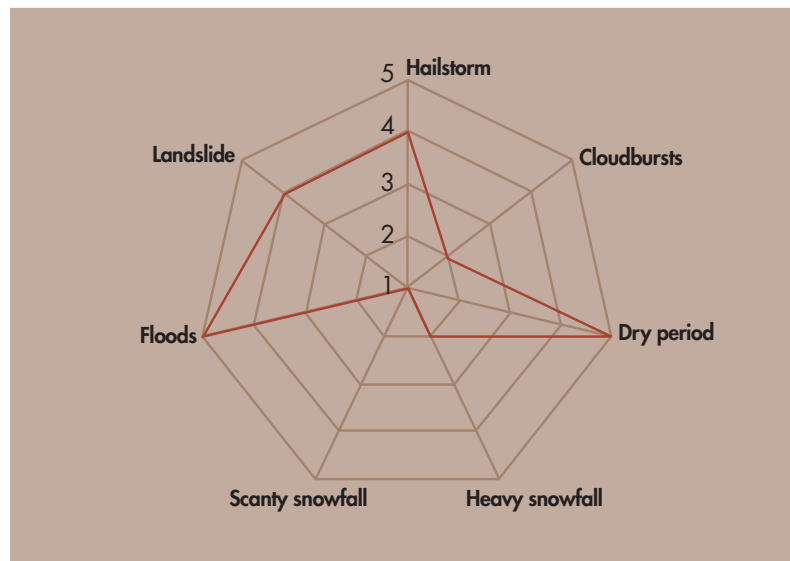 5 Hailstorm
4
Landslide
Cloudbursts
3
2
1
Floods
Dry period
Scanty snowfall
Heavy snowfall